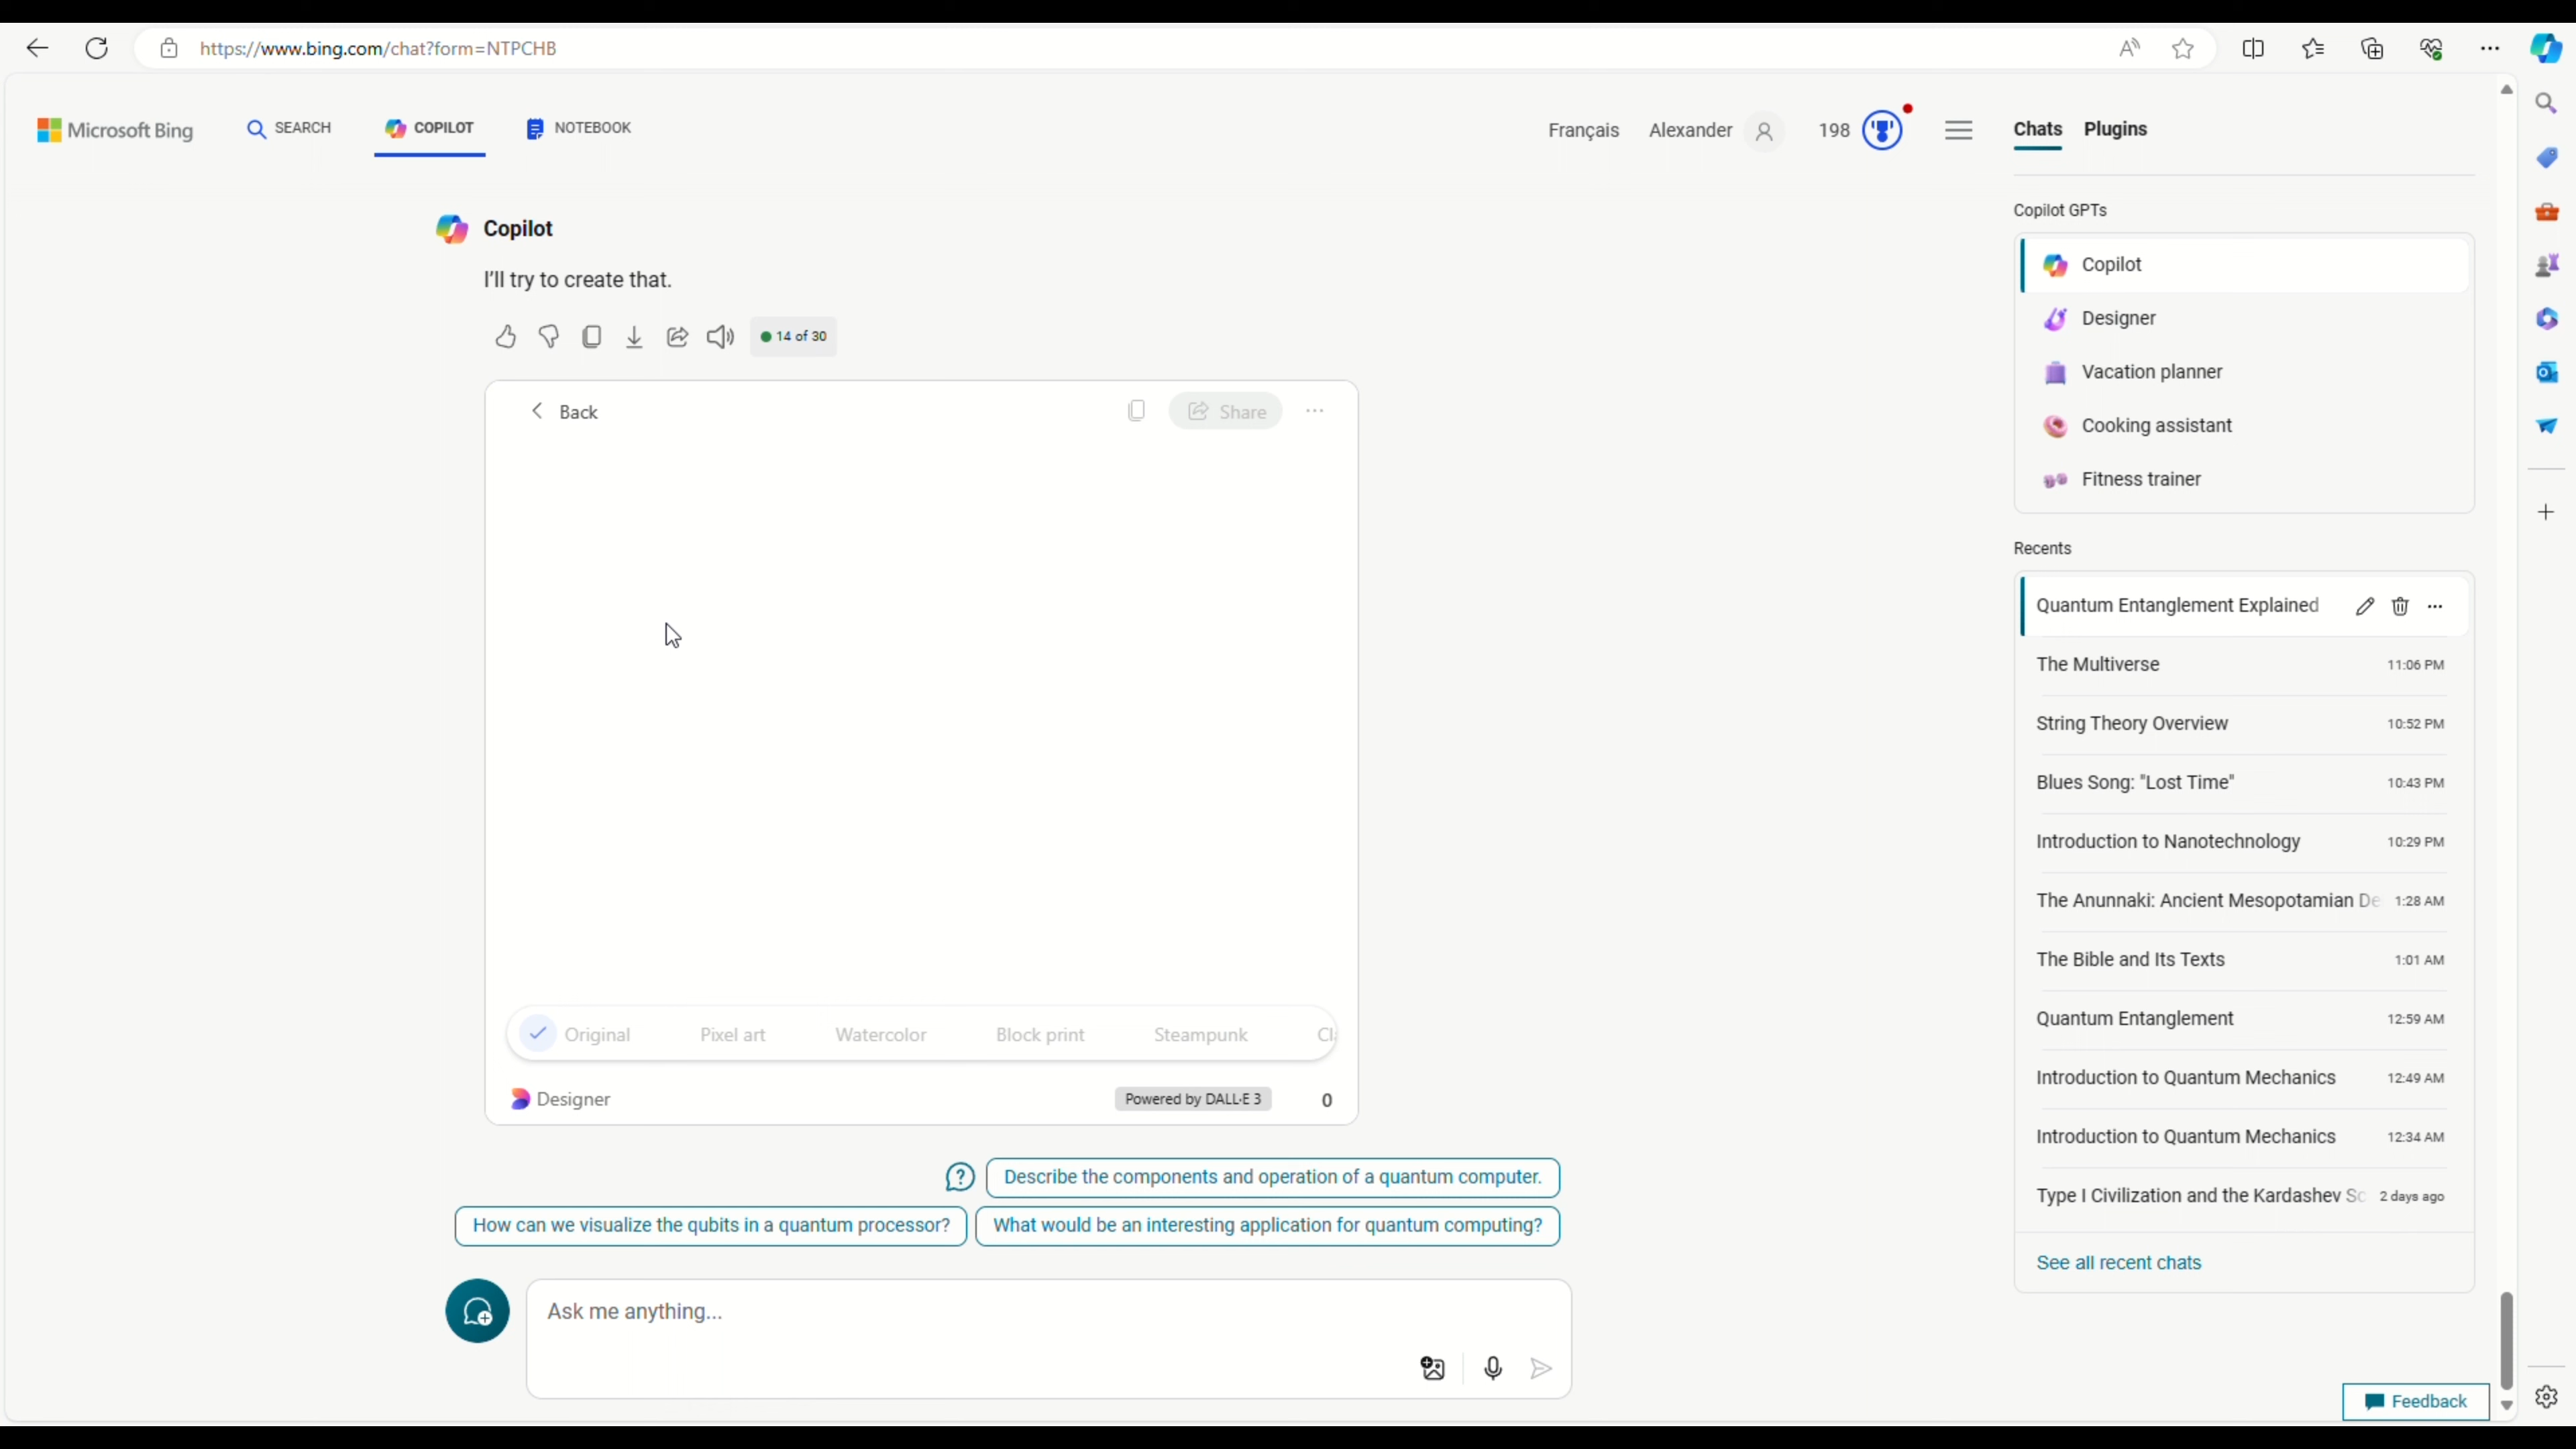 https://www.bing.com/chat?form=NTPCHB
Microsoft Bing
SEARCH
COPILOT
NOTEBOOK
Français
Alexander
198
Chats
Plugins
Copilot
I'll try to create that.
14 of 30
Back
Share
Original
Pixel art
Watercolor
Block print
Steampunk
Cl
Designer
Powered by DALL·E 3
0
Describe the components and operation of a quantum computer.
How can we visualize the qubits in a quantum processor?
What would be an interesting application for quantum computing?
Ask me anything...
Copilot GPTs
Copilot
Designer
Vacation planner
Cooking assistant
Fitness trainer
Recents
Quantum Entanglement Explained
The Multiverse 11:06 PM
String Theory Overview 10:52 PM
Blues Song: "Lost Time" 10:43 PM
Introduction to Nanotechnology 10:29 PM
The Anunnaki: Ancient Mesopotamian De 1:28 AM
The Bible and Its Texts 1:01 AM
Quantum Entanglement 12:59 AM
Introduction to Quantum Mechanics 12:49 AM
Introduction to Quantum Mechanics 12:34 AM
Type I Civilization and the Kardashev Sc 2 days ago
See all recent chats
Feedback